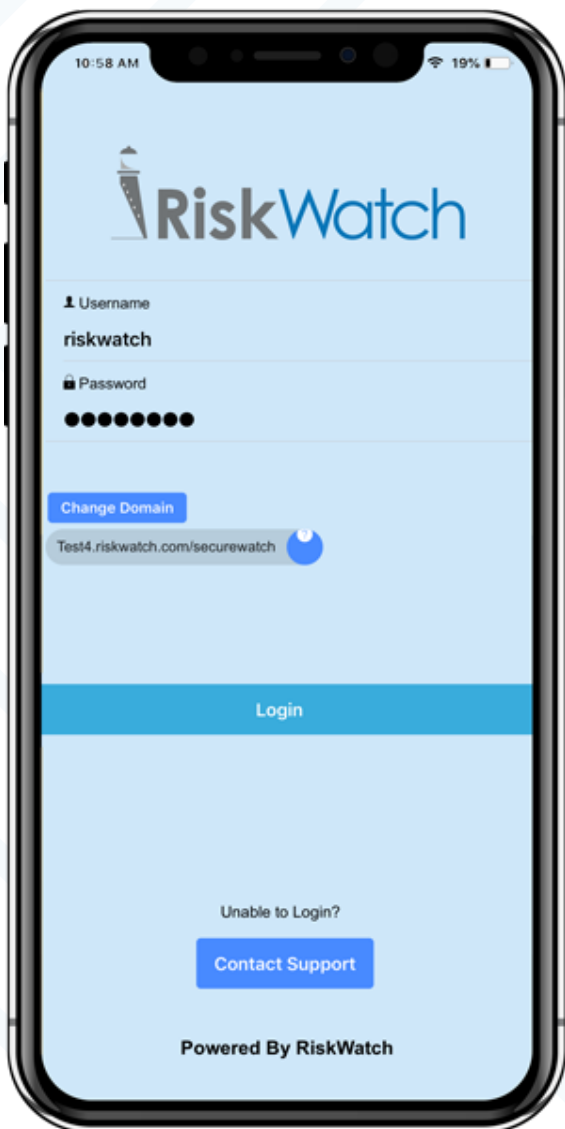 10:58 AM 19%
RiskWatch
Username
riskwatch
Password
●●●●●●●●
Change Domain
Test4.riskwatch.com/securewatch ?
Login
Unable to Login?
Contact Support
Powered By RiskWatch